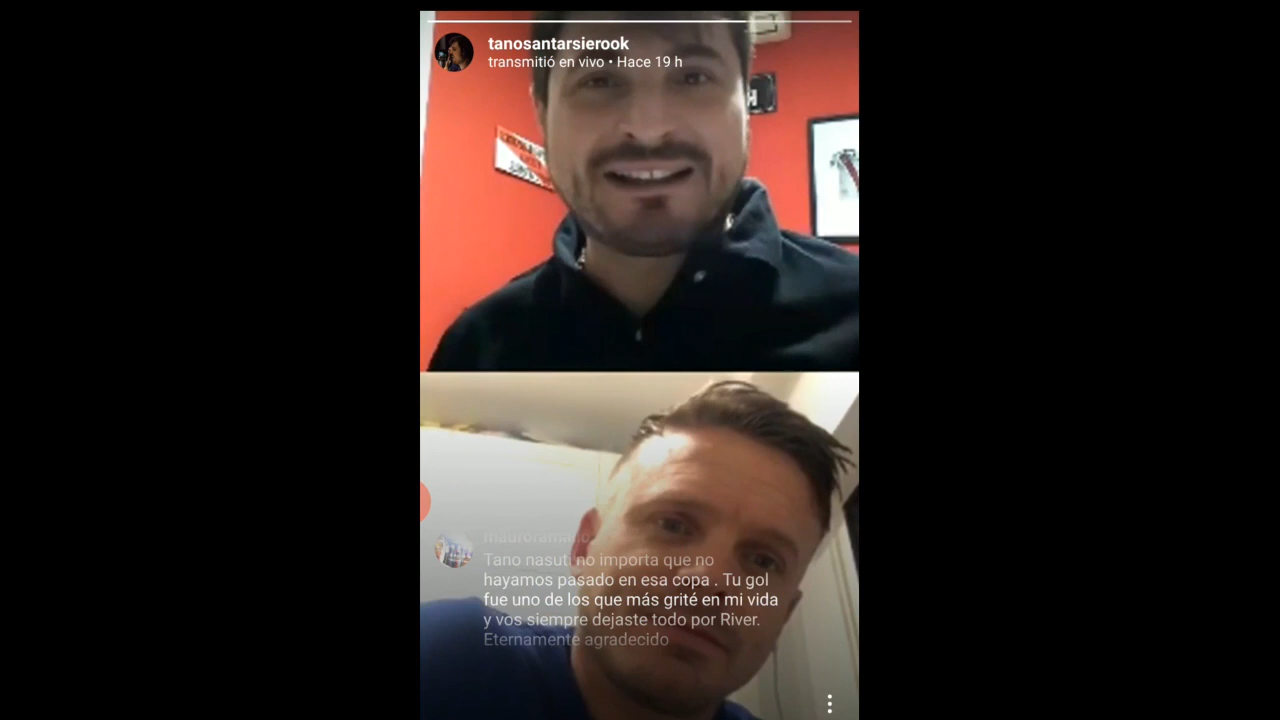 tanosantarsierook
transmitió en vivo • Hace 19 h
mauroramado
Tano nasuti no importa que no
hayamos pasado en esa copa . Tu gol
fue uno de los que más grité en mi vida
y vos siempre dejaste todo por River.
Eternamente agradecido